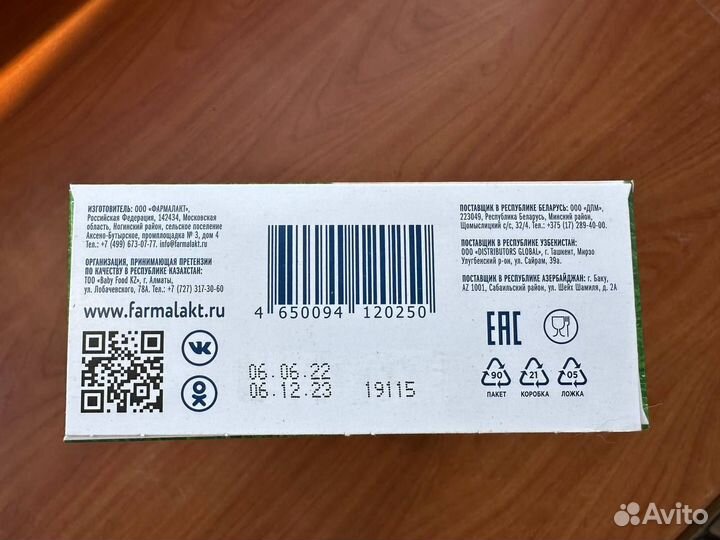 ИЗГОТОВИТЕЛЬ: ООО «ФАРМАЛАКТ»,
Российская Федерация, 142434, Московская
область, Ногинский район, сельское поселение
Аксено-Бутырское, промплощадка № 3, дом 4
Тел.: +7 (499) 673-07-77. info@farmalakt.ru
ОРГАНИЗАЦИЯ, ПРИНИМАЮЩАЯ ПРЕТЕНЗИИ
ПО КАЧЕСТВУ В РЕСПУБЛИКЕ КАЗАХСТАН:
ТОО «Baby Food KZ», г. Алматы,
ул. Лобачевского, 78А. Тел.: +7 (727) 317-30-60
www.farmalakt.ru
4 650094 120250
06.06.22
06.12.23 19115
ПОСТАВЩИК В РЕСПУБЛИКЕ БЕЛАРУСЬ: ООО «ДПМ»,
223049, Республика Беларусь, Минский район,
Щомыслицкий с/с, 32/4. Тел.: +375 (17) 289-40-00.
ПОСТАВЩИК В РЕСПУБЛИКЕ УЗБЕКИСТАН:
ООО «DISTRIBUTORS GLOBAL», г. Ташкент, Мирзо
Улугбекский р-он, ул. Сайрам, 39а.
ПОСТАВЩИК В РЕСПУБЛИКЕ АЗЕРБАЙДЖАН: г. Баку,
AZ 1001, Сабаильский район, ул. Шейх Шамиля, д. 2А
EAC
90 21 05
ПАКЕТ КОРОБКА ЛОЖКА
Avito